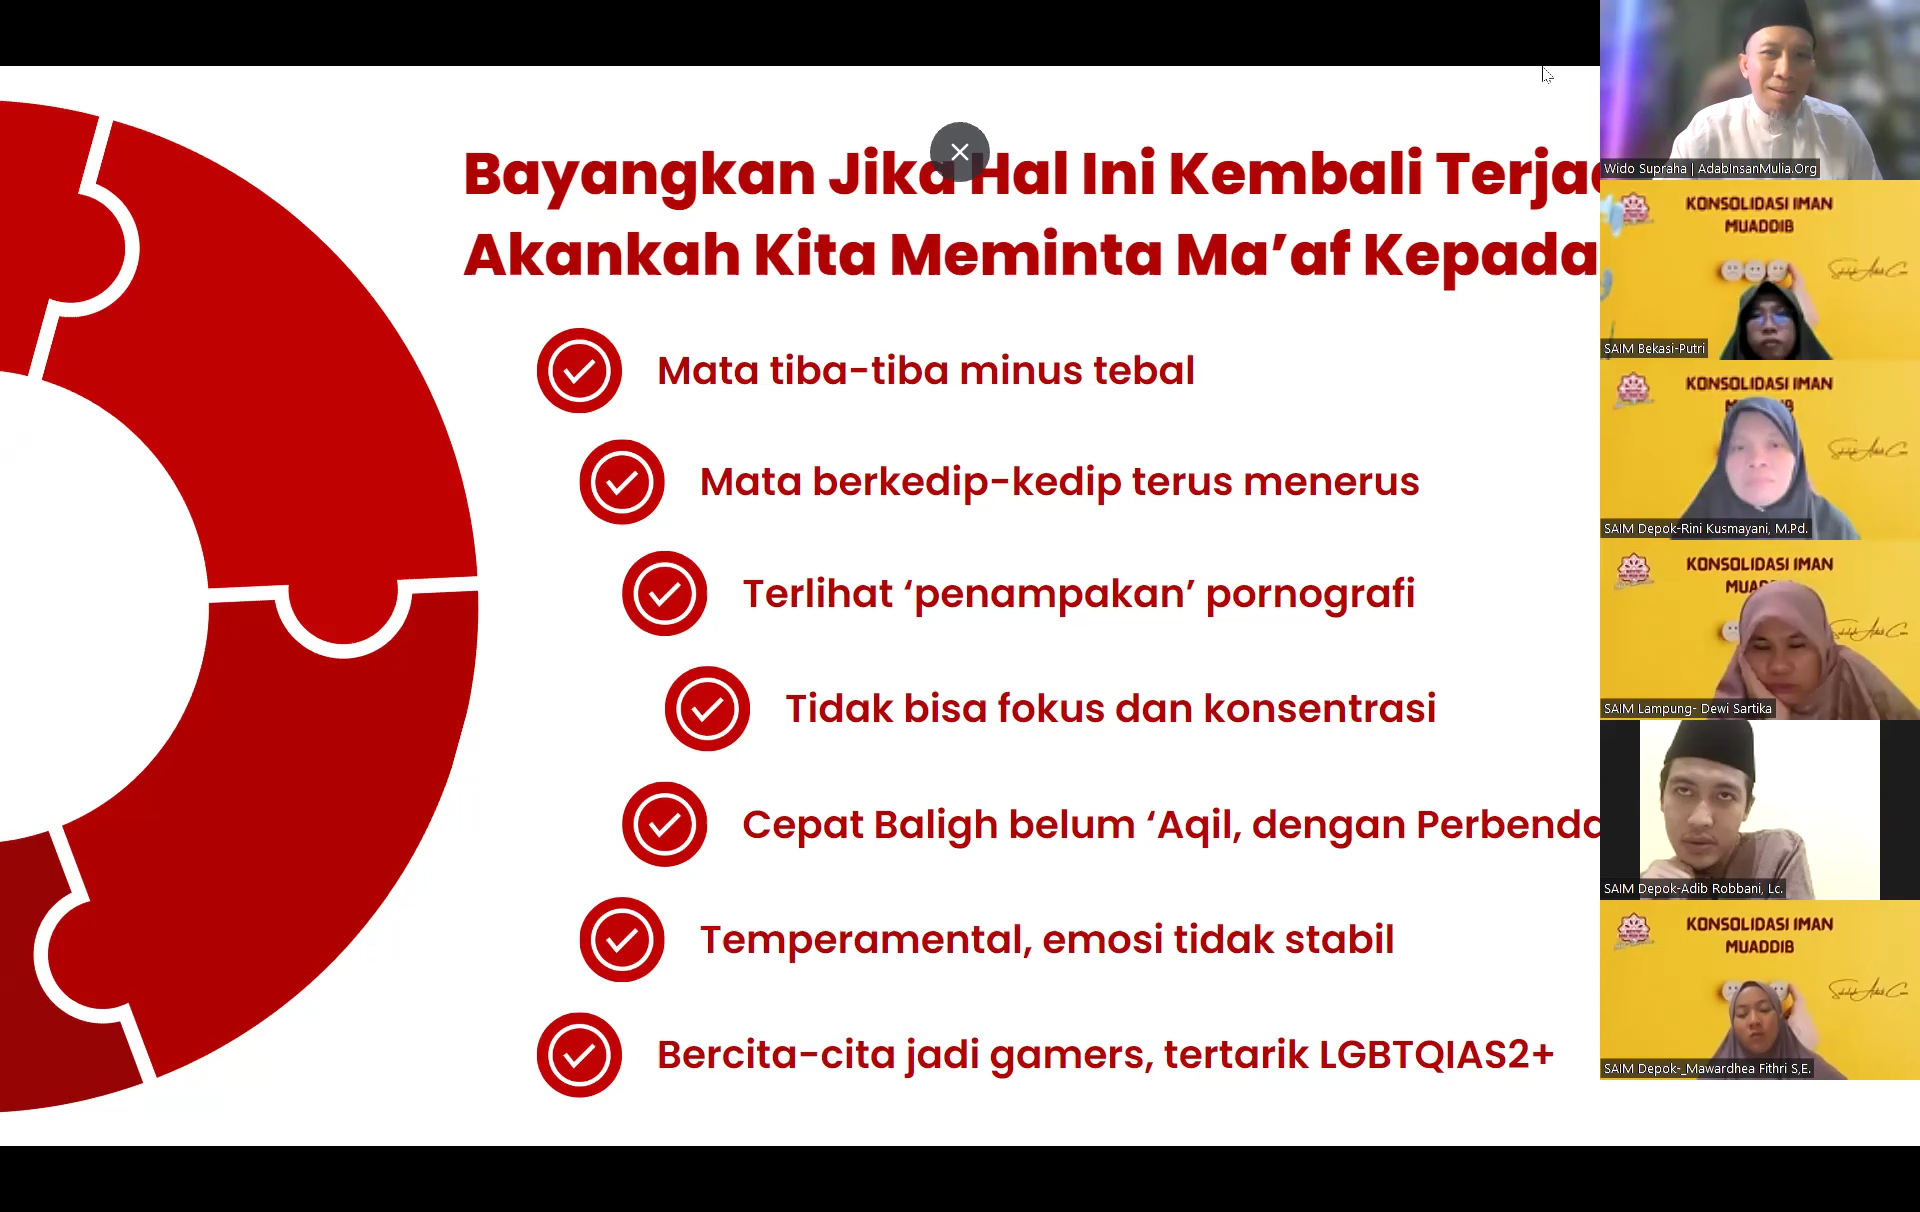 Bayangkan Jika Hal Ini Kembali Terjad
Akankah Kita Meminta Ma’af Kepada
Mata tiba-tiba minus tebal
Mata berkedip-kedip terus menerus
Terlihat ‘penampakan’ pornografi
Tidak bisa fokus dan konsentrasi
Cepat Baligh belum ‘Aqil, dengan Perbenda
Temperamental, emosi tidak stabil
Bercita-cita jadi gamers, tertarik LGBTQIAS2+
Wido Supraha | AdabInsanMulia.Org
KONSOLIDASI IMAN
MUADDIB
SAIM Bekasi-Putri
KONSOLIDASI IMAN
SAIM Depok-Rini Kusmayani, M.Pd.
KONSOLIDASI IMAN
SAIM Lampung- Dewi Sartika
SAIM Depok-Adib Robbani, Lc.
KONSOLIDASI IMAN
MUADDIB
SAIM Depok-_Mawardhea Fithri S,E.